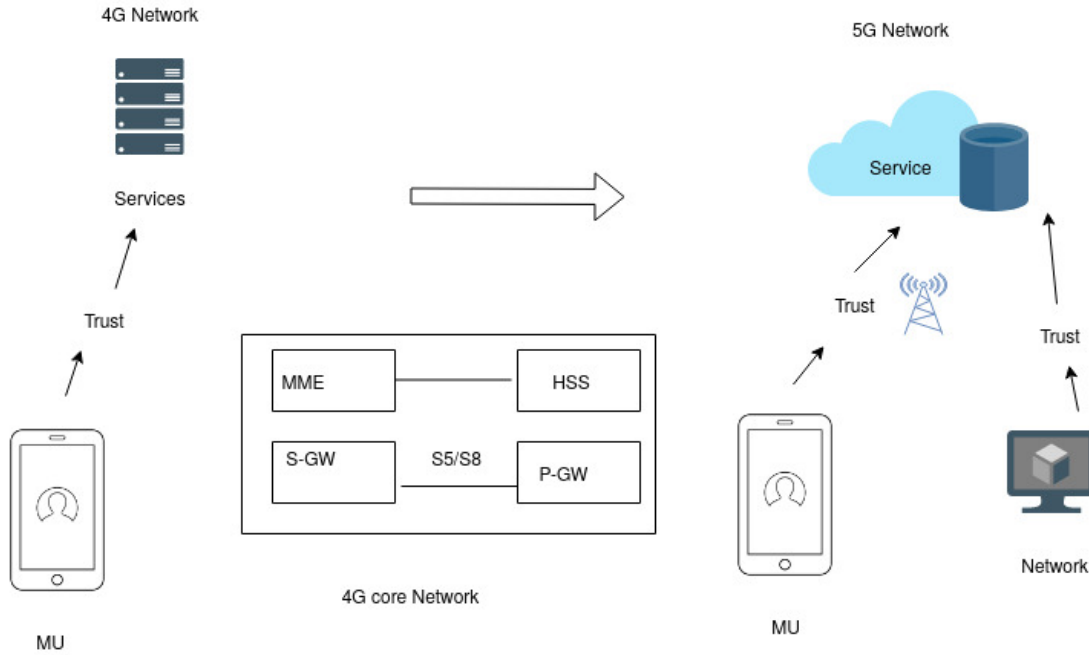 4G Network
5G Network
Services
Service
Trust
Trust
Trust
MME
HSS
S-GW
S5/S8
P-GW
4G core Network
Network
MU
MU